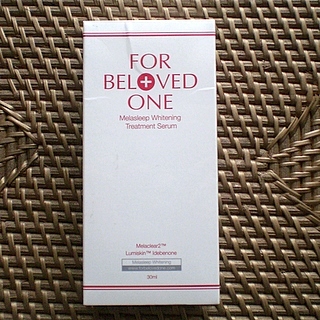 FOR
BELOVED
ONE
Melasleep Whitening
Treatment Serum
Melaclear2™
Lumiskin™ Idebenone
Melasleep Whitening
30ml